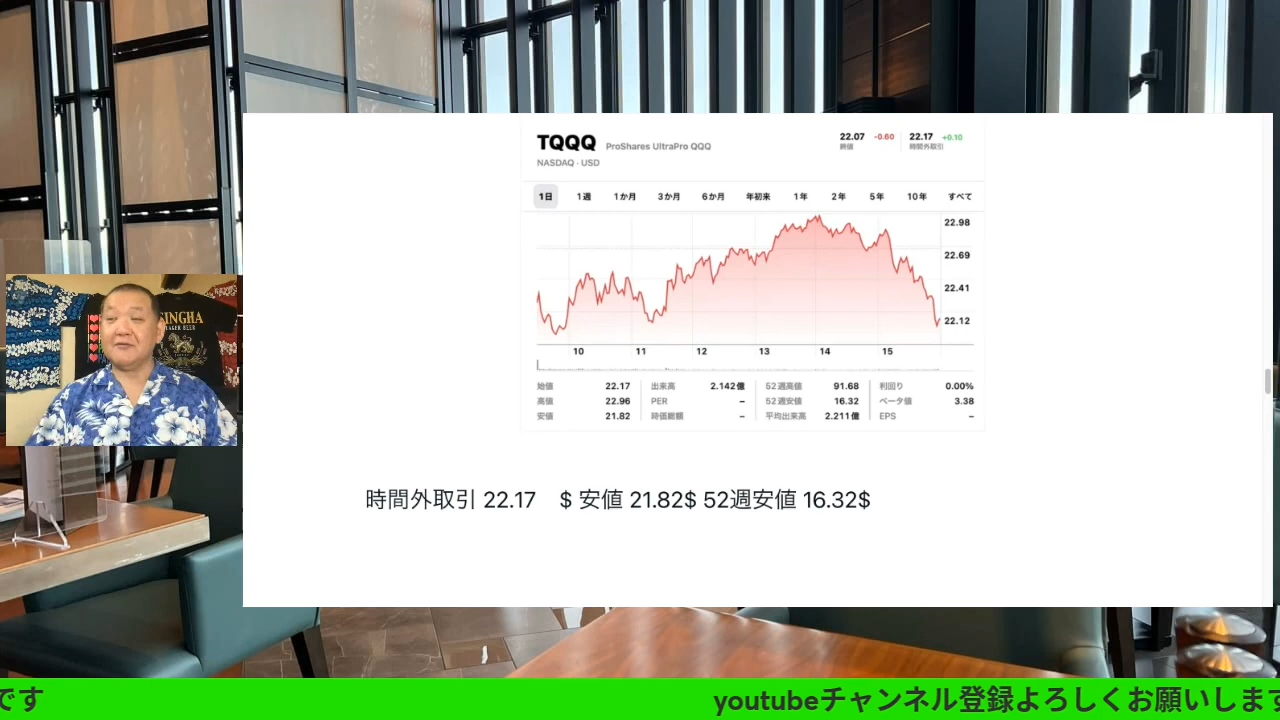 TQQQ ProShares UltraPro QQQ
NASDAQ · USD
22.07 -0.60
終値
22.17 +0.10
時間外取引
1日 1週 1か月 3か月 6か月 年初来 1年 2年 5年 10年 すべて
22.98
22.69
22.41
22.12
10 11 12 13 14 15
始値 22.17 出来高 2.142億 52週高値 91.68 利回り 0.00%
高値 22.96 PER – 52週安値 16.32 ベータ値 3.38
安値 21.82 時価総額 – 平均出来高 2.211億 EPS –
SINGHA
LAGER BEER
時間外取引 22.17　$ 安値 21.82$ 52週安値 16.32$
です youtubeチャンネル登録よろしくお願いします